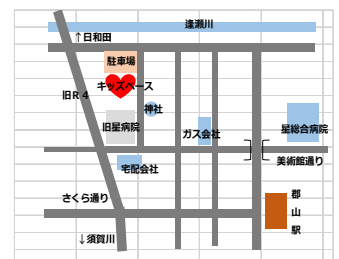 逢瀬川
↑日和田
駐車場
キッズベース
旧R4
神社
旧星病院
ガス会社
星総合病院
美術館通り
宅配会社
さくら通り
郡
山
駅
↓須賀川